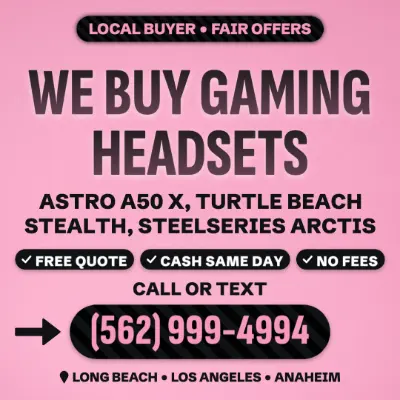 LOCAL BUYER • FAIR OFFERS
WE BUY GAMING
HEADSETS
ASTRO A50 X, TURTLE BEACH
STEALTH, STEELSERIES ARCTIS
✓ FREE QUOTE ✓ CASH SAME DAY ✓ NO FEES
CALL OR TEXT
(562) 999-4994
LONG BEACH • LOS ANGELES • ANAHEIM